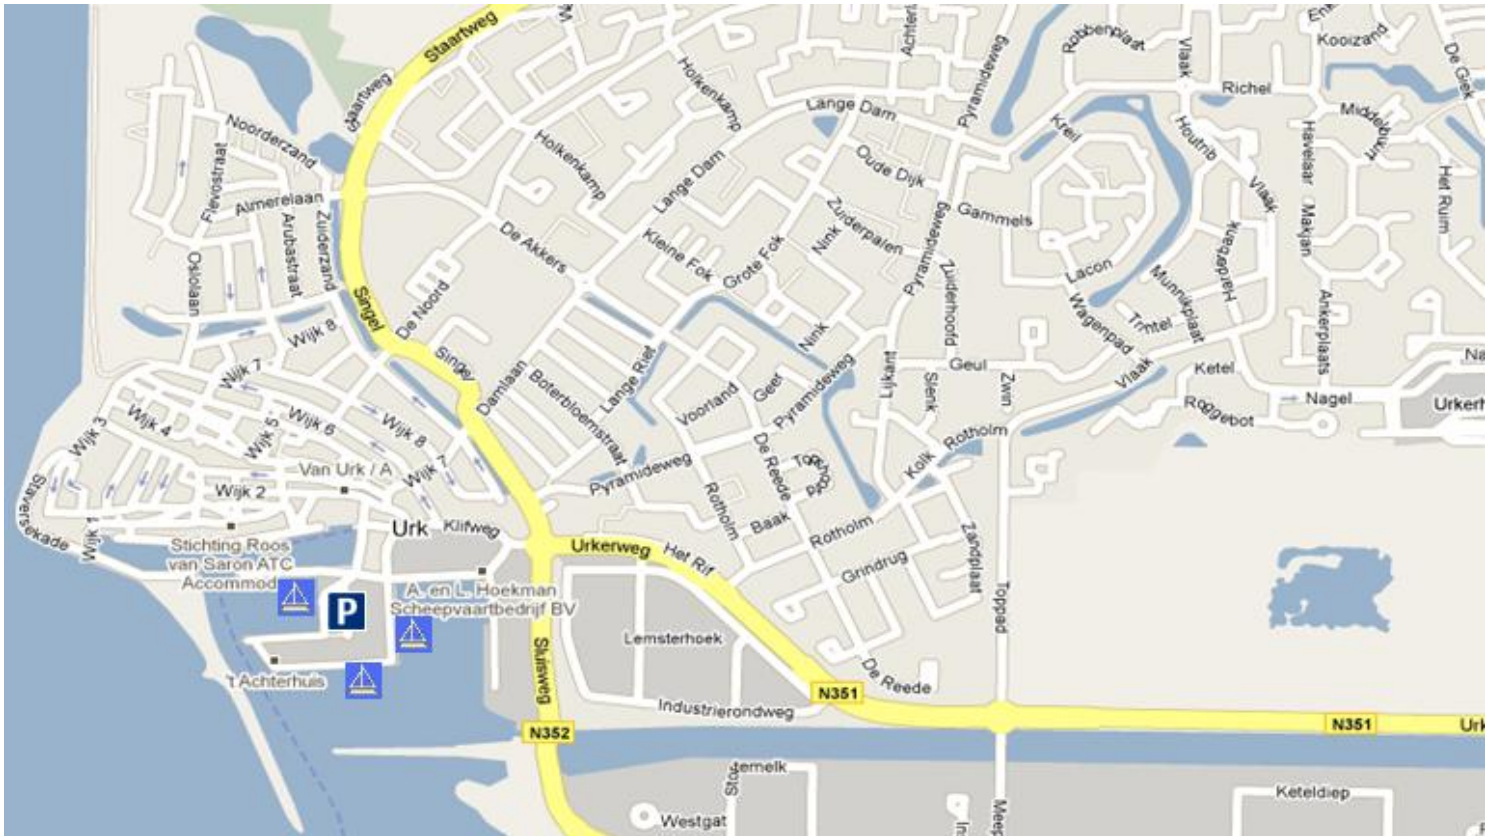 Staartweg
Staartweg
Holkenkamp
Holkenkamp
Lange Dam
Lange Dam
Pyramideweg
Robbenplaat
Vlaak
Kooizand
De Giek
Richel
Middelbuurt
Kreil
Houtrib
Havelaar
Makjan
Het Ruim
Noorderzand
Flevostraat
Almerelaan
Arubastraat
Zuiderzand
Oslolaan
Oude Dijk
Gammels
Vlaak
Zuiderpalen
Nink
Pyramideweg
De Akkers
Kleine Fok
Grote Fok
Lacon
Hardersbank
Munnikplaat
Zuiderhoofd
Ankerplaats
Singel
De Noord
Wagenpad
Trintel
Wijk 8
Wijk 7
Singel
Nink
Damlaan
Lange Riet
Boterbloemstraat
Voorland
Geer
Pyramideweg
Lijkant
Geul
Slenk
Zwin
Vlaak
Ketel
Roggebot
Nagel
Wijk 3
Wijk 4
Wijk 5
Wijk 6
Wijk 8
Wijk 7
Van Urk / A
Wijk 2
Wijk 1
Staversekade
Urk
Klifweg
Pyramideweg
De Reede
Rotholm
Baak
Rotholm
Kolk
Rotholm
Stichting Roos
van Saron ATC
Accommod
P
A. en L. Hoekman
Scheepvaartbedrijf BV
't Achterhuis
Urkerweg
Het Rif
Grindrug
Zandplaat
Toppad
Lemsterhoek
Sluisweg
De Reede
Industrierondweg
N351
N351
N352
Westgat
Keteldiep